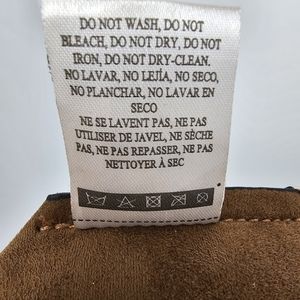 DO NOT WASH, DO NOT
BLEACH, DO NOT DRY, DO NOT
IRON, DO NOT DRY-CLEAN.
NO LAVAR, NO LEJÍA, NO SECO,
NO PLANCHAR, NO LAVAR EN
SECO
NE SE LAVENT PAS, NE PAS
UTILISER DE JAVEL, NE SÈCHE
PAS, NE PAS REPASSER, NE PAS
NETTOYER À SEC